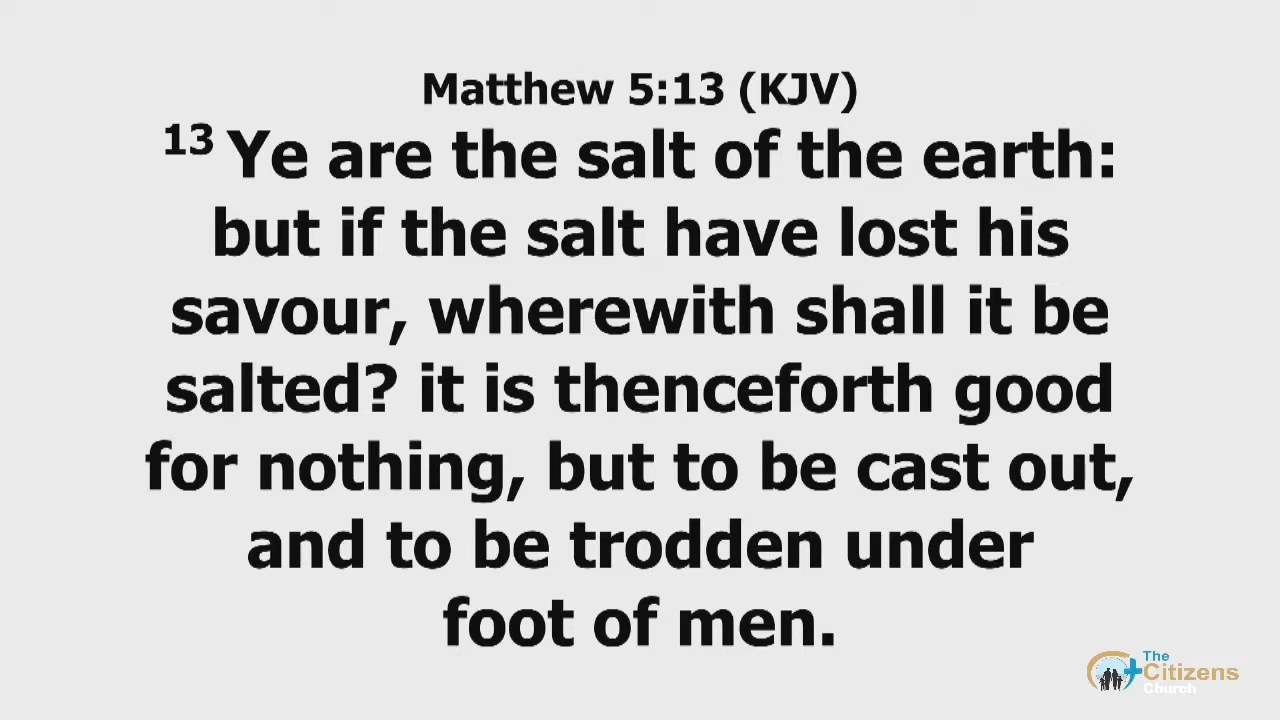 Matthew 5:13 (KJV)
13 Ye are the salt of the earth:
but if the salt have lost his
savour, wherewith shall it be
salted? it is thenceforth good
for nothing, but to be cast out,
and to be trodden under
foot of men.
The
Citizens
Church